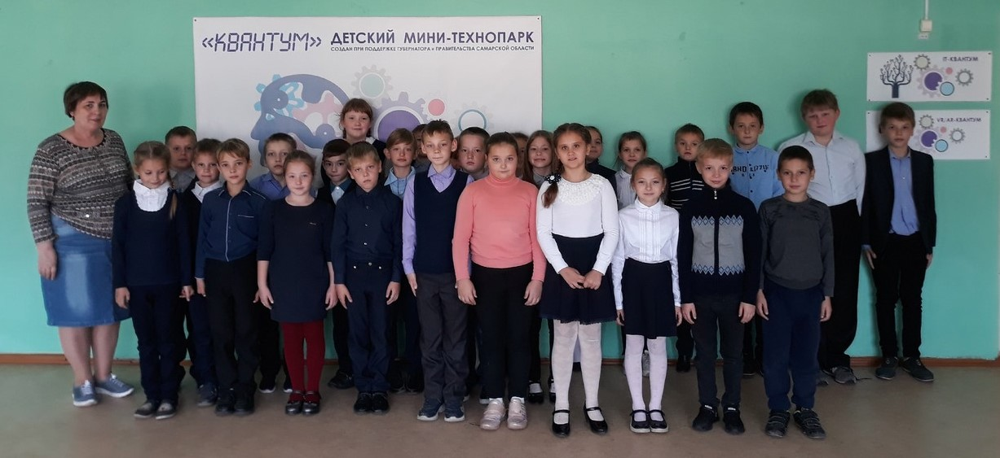 «КВАНТУМ» ДЕТСКИЙ МИНИ-ТЕХНОПАРК
СОЗДАН ПРИ ПОДДЕРЖКЕ ГУБЕРНАТОРА И ПРАВИТЕЛЬСТВА САМАРСКОЙ ОБЛАСТИ
IT-КВАНТУМ
VR/AR-КВАНТУМ